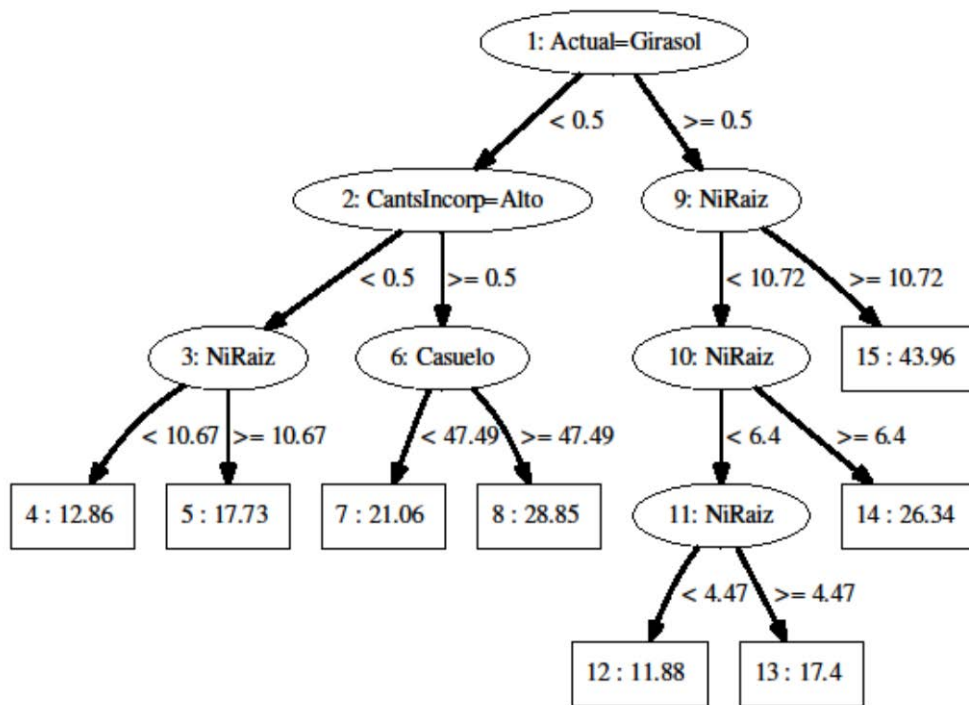 1: Actual=Girasol
< 0.5
>= 0.5
2: CantsIncorp=Alto
9: NiRaiz
< 0.5
>= 0.5
< 10.72
>= 10.72
3: NiRaiz
6: Casuelo
10: NiRaiz
15 : 43.96
< 10.67
>= 10.67
< 47.49
>= 47.49
< 6.4
>= 6.4
4 : 12.86
5 : 17.73
7 : 21.06
8 : 28.85
11: NiRaiz
14 : 26.34
< 4.47
>= 4.47
12 : 11.88
13 : 17.4